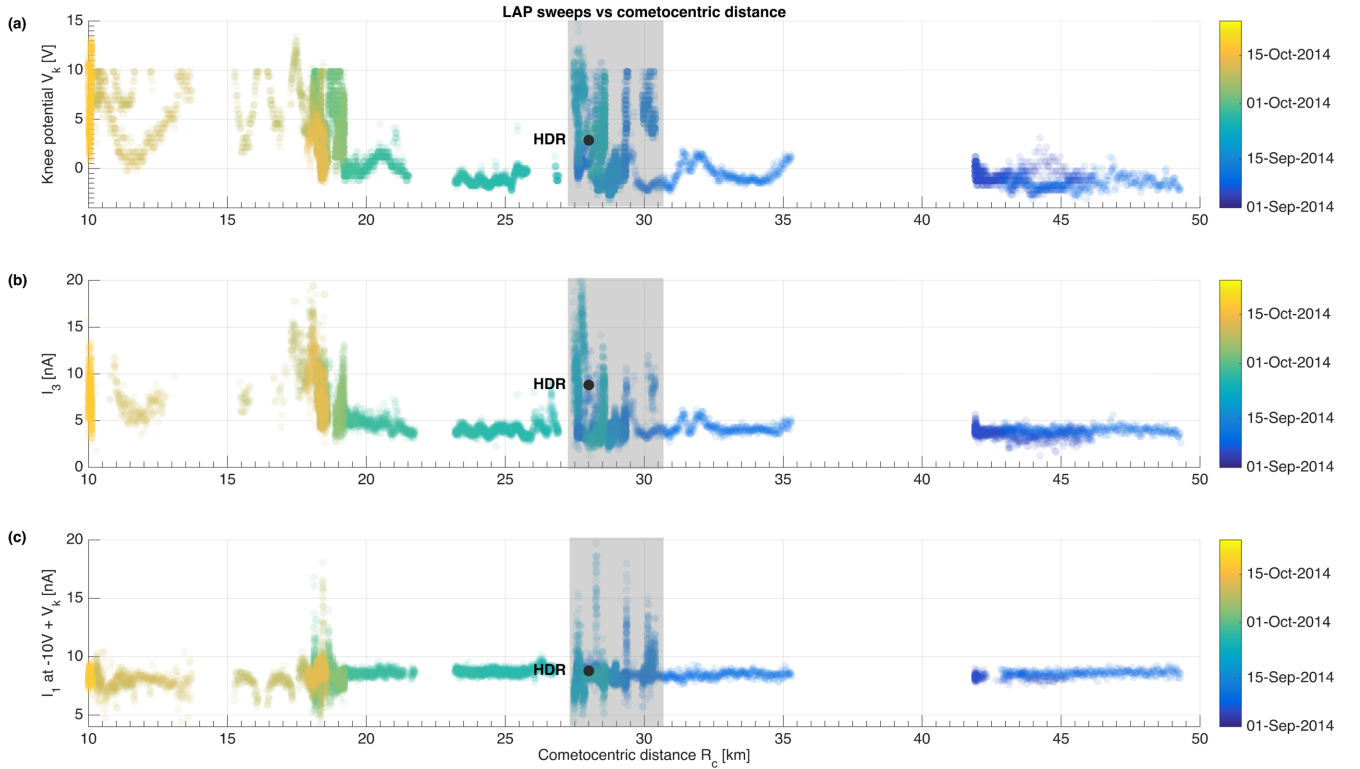 LAP sweeps vs cometocentric distance
(a)
Knee potential V_k [V]
15
10
5
0
HDR
10 15 20 25 30 35 40 45 50
15-Oct-2014
01-Oct-2014
15-Sep-2014
01-Sep-2014
(b)
I_3 [nA]
20
15
10
5
0
HDR
10 15 20 25 30 35 40 45 50
15-Oct-2014
01-Oct-2014
15-Sep-2014
01-Sep-2014
(c)
I_1 at -10V + V_k [nA]
20
15
10
5
HDR
10 15 20 25 30 35 40 45 50
Cometocentric distance R_c [km]
15-Oct-2014
01-Oct-2014
15-Sep-2014
01-Sep-2014